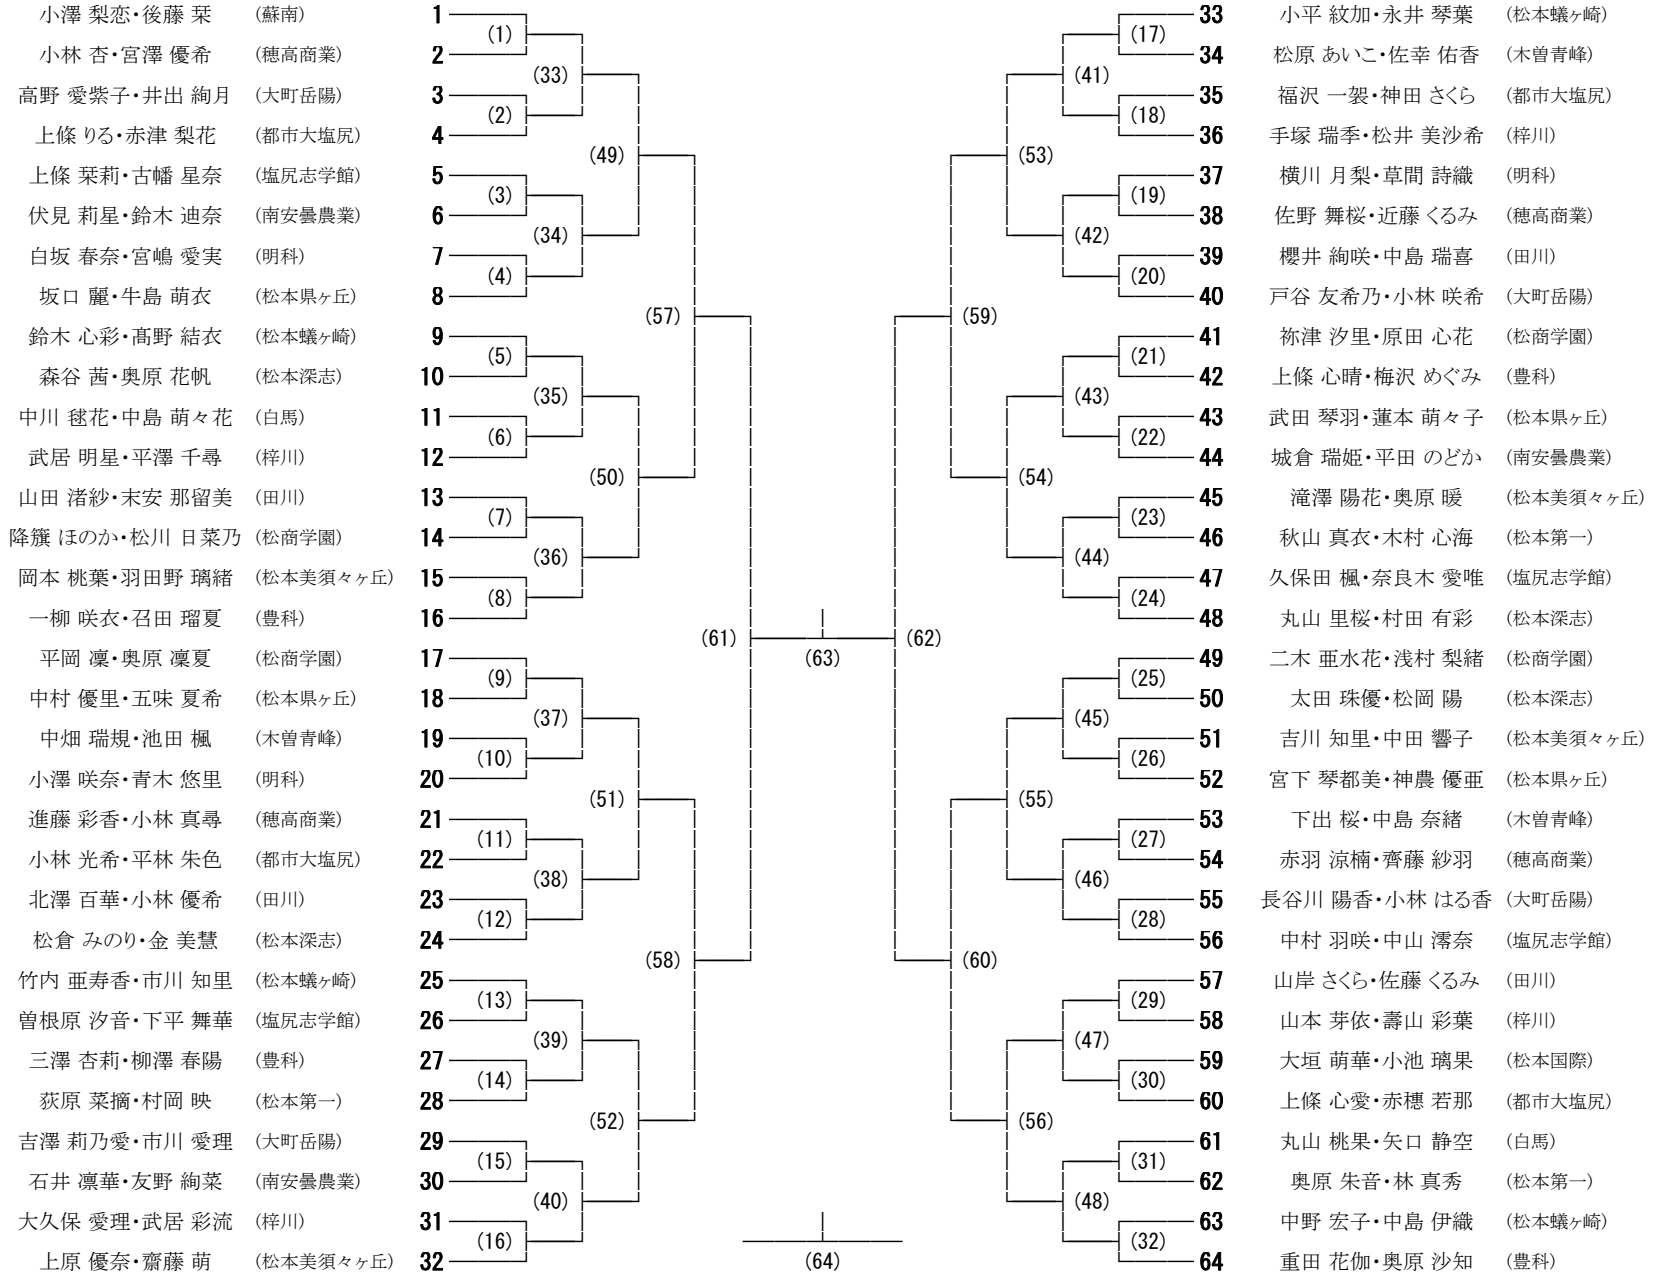 小澤 梨恋・後藤 栞 (蘇南) 1
小林 杏・宮澤 優希 (穂高商業) 2
高野 愛紫子・井出 絢月 (大町岳陽) 3
上條 りる・赤津 梨花 (都市大塩尻) 4
上條 栞莉・古幡 星奈 (塩尻志学館) 5
伏見 莉星・鈴木 迪奈 (南安曇農業) 6
白坂 春奈・宮嶋 愛実 (明科) 7
坂口 麗・牛島 萌衣 (松本県ヶ丘) 8
鈴木 心彩・髙野 結衣 (松本蟻ヶ崎) 9
森谷 茜・奥原 花帆 (松本深志) 10
中川 毬花・中島 萌々花 (白馬) 11
武居 明星・平澤 千尋 (梓川) 12
山田 渚紗・末安 那留美 (田川) 13
降籏 ほのか・松川 日菜乃 (松商学園) 14
岡本 桃葉・羽田野 璃緒 (松本美須々ヶ丘) 15
一柳 咲衣・召田 瑠夏 (豊科) 16
平岡 凜・奥原 凜夏 (松商学園) 17
中村 優里・五味 夏希 (松本県ヶ丘) 18
中畑 瑞規・池田 楓 (木曽青峰) 19
小澤 咲奈・青木 悠里 (明科) 20
進藤 彩香・小林 真尋 (穂高商業) 21
小林 光希・平林 朱色 (都市大塩尻) 22
北澤 百華・小林 優希 (田川) 23
松倉 みのり・金 美慧 (松本深志) 24
竹内 亜寿香・市川 知里 (松本蟻ヶ崎) 25
曽根原 汐音・下平 舞華 (塩尻志学館) 26
三澤 杏莉・柳澤 春陽 (豊科) 27
荻原 菜摘・村岡 映 (松本第一) 28
吉澤 莉乃愛・市川 愛理 (大町岳陽) 29
石井 凛華・友野 絢菜 (南安曇農業) 30
大久保 愛理・武居 彩流 (梓川) 31
上原 優奈・齋藤 萌 (松本美須々ヶ丘) 32
(1)
(2)
(3)
(4)
(5)
(6)
(7)
(8)
(9)
(10)
(11)
(12)
(13)
(14)
(15)
(16)
(33)
(34)
(35)
(36)
(37)
(38)
(39)
(40)
(49)
(50)
(51)
(52)
(57)
(58)
(61)
(63)
(64)
(62)
(59)
(60)
(53)
(54)
(55)
(56)
(41)
(42)
(43)
(44)
(45)
(46)
(47)
(48)
(17)
(18)
(19)
(20)
(21)
(22)
(23)
(24)
(25)
(26)
(27)
(28)
(29)
(30)
(31)
(32)
33 小平 紋加・永井 琴葉 (松本蟻ヶ崎)
34 松原 あいこ・佐幸 佑香 (木曽青峰)
35 福沢 一袈・神田 さくら (都市大塩尻)
36 手塚 瑞季・松井 美沙希 (梓川)
37 横川 月梨・草間 詩織 (明科)
38 佐野 舞桜・近藤 くるみ (穂高商業)
39 櫻井 絢咲・中島 瑞喜 (田川)
40 戸谷 友希乃・小林 咲希 (大町岳陽)
41 祢津 汐里・原田 心花 (松商学園)
42 上條 心晴・梅沢 めぐみ (豊科)
43 武田 琴羽・蓮本 萌々子 (松本県ヶ丘)
44 城倉 瑞姫・平田 のどか (南安曇農業)
45 滝澤 陽花・奥原 暖 (松本美須々ヶ丘)
46 秋山 真衣・木村 心海 (松本第一)
47 久保田 楓・奈良木 愛唯 (塩尻志学館)
48 丸山 里桜・村田 有彩 (松本深志)
49 二木 亜水花・浅村 梨緒 (松商学園)
50 太田 珠優・松岡 陽 (松本深志)
51 吉川 知里・中田 響子 (松本美須々ヶ丘)
52 宮下 琴都美・神農 優亜 (松本県ヶ丘)
53 下出 桜・中島 奈緒 (木曽青峰)
54 赤羽 涼楠・齊藤 紗羽 (穂高商業)
55 長谷川 陽香・小林 はる香 (大町岳陽)
56 中村 羽咲・中山 澪奈 (塩尻志学館)
57 山岸 さくら・佐藤 くるみ (田川)
58 山本 芽依・壽山 彩葉 (梓川)
59 大垣 萌華・小池 璃果 (松本国際)
60 上條 心愛・赤穂 若那 (都市大塩尻)
61 丸山 桃果・矢口 静空 (白馬)
62 奥原 朱音・林 真秀 (松本第一)
63 中野 宏子・中島 伊織 (松本蟻ヶ崎)
64 重田 花伽・奥原 沙知 (豊科)